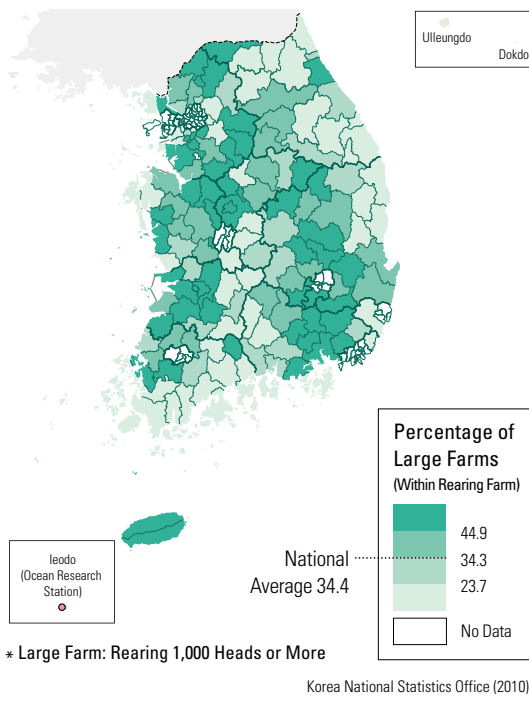 Ulleungdo
Dokdo
Percentage of
Large Farms
(Within Rearing Farm)
44.9
34.3
23.7
No Data
National
Average 34.4
Ieodo
(Ocean Research
Station)
* Large Farm: Rearing 1,000 Heads or More
Korea National Statistics Office (2010)